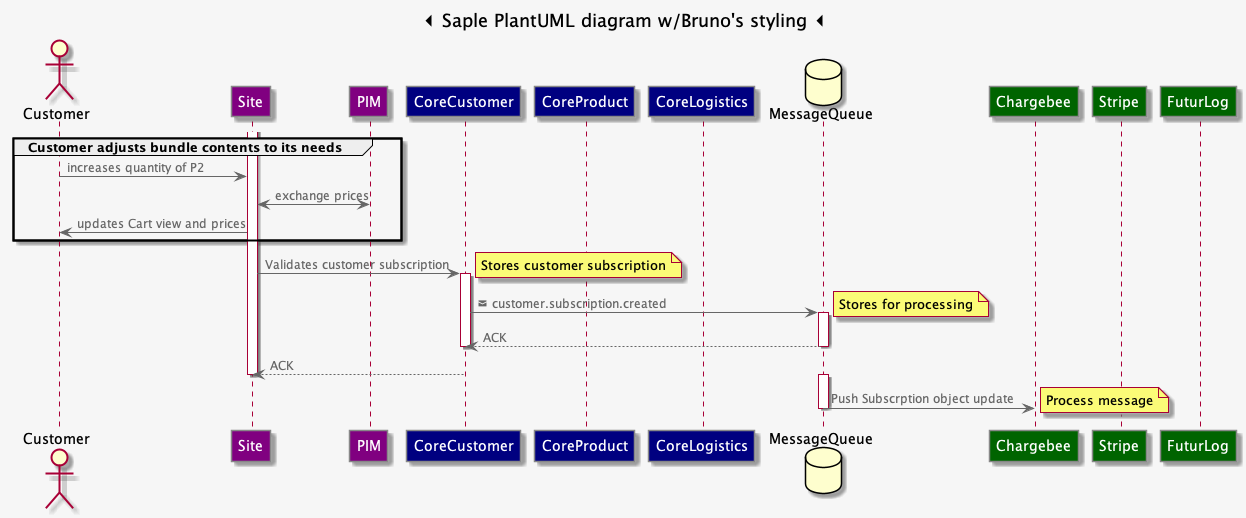 Saple PlantUML diagram w/Bruno's styling
Customer
Site
PIM
CoreCustomer
CoreProduct
CoreLogistics
MessageQueue
Chargebee
Stripe
FuturLog
Customer adjusts bundle contents to its needs
increases quantity of P2
exchange prices
updates Cart view and prices
Validates customer subscription
Stores customer subscription
customer.subscription.created
Stores for processing
ACK
ACK
Push Subscrption object update
Process message
Customer
Site
PIM
CoreCustomer
CoreProduct
CoreLogistics
MessageQueue
Chargebee
Stripe
FuturLog